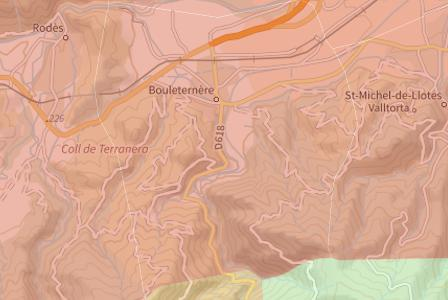 Rodès
Bouleternère
St-Michel-de-Llotes
Valltorta
226
Coll de Terranera
D618